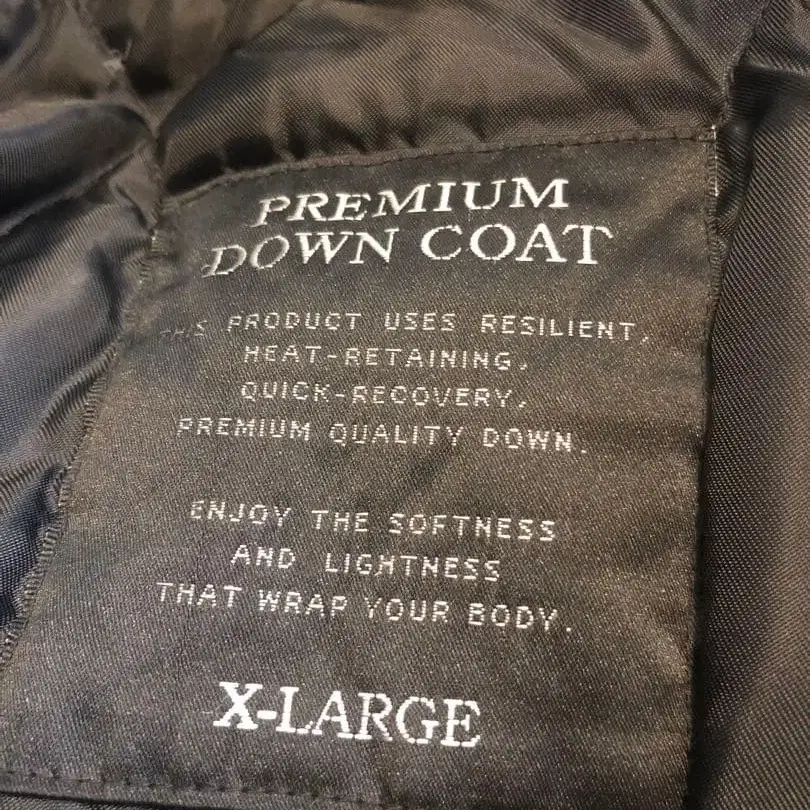 PREMIUM
DOWN COAT
THIS PRODUCT USES RESILIENT,
HEAT-RETAINING,
QUICK-RECOVERY,
PREMIUM QUALITY DOWN.
ENJOY THE SOFTNESS
AND LIGHTNESS
THAT WRAP YOUR BODY.
X-LARGE